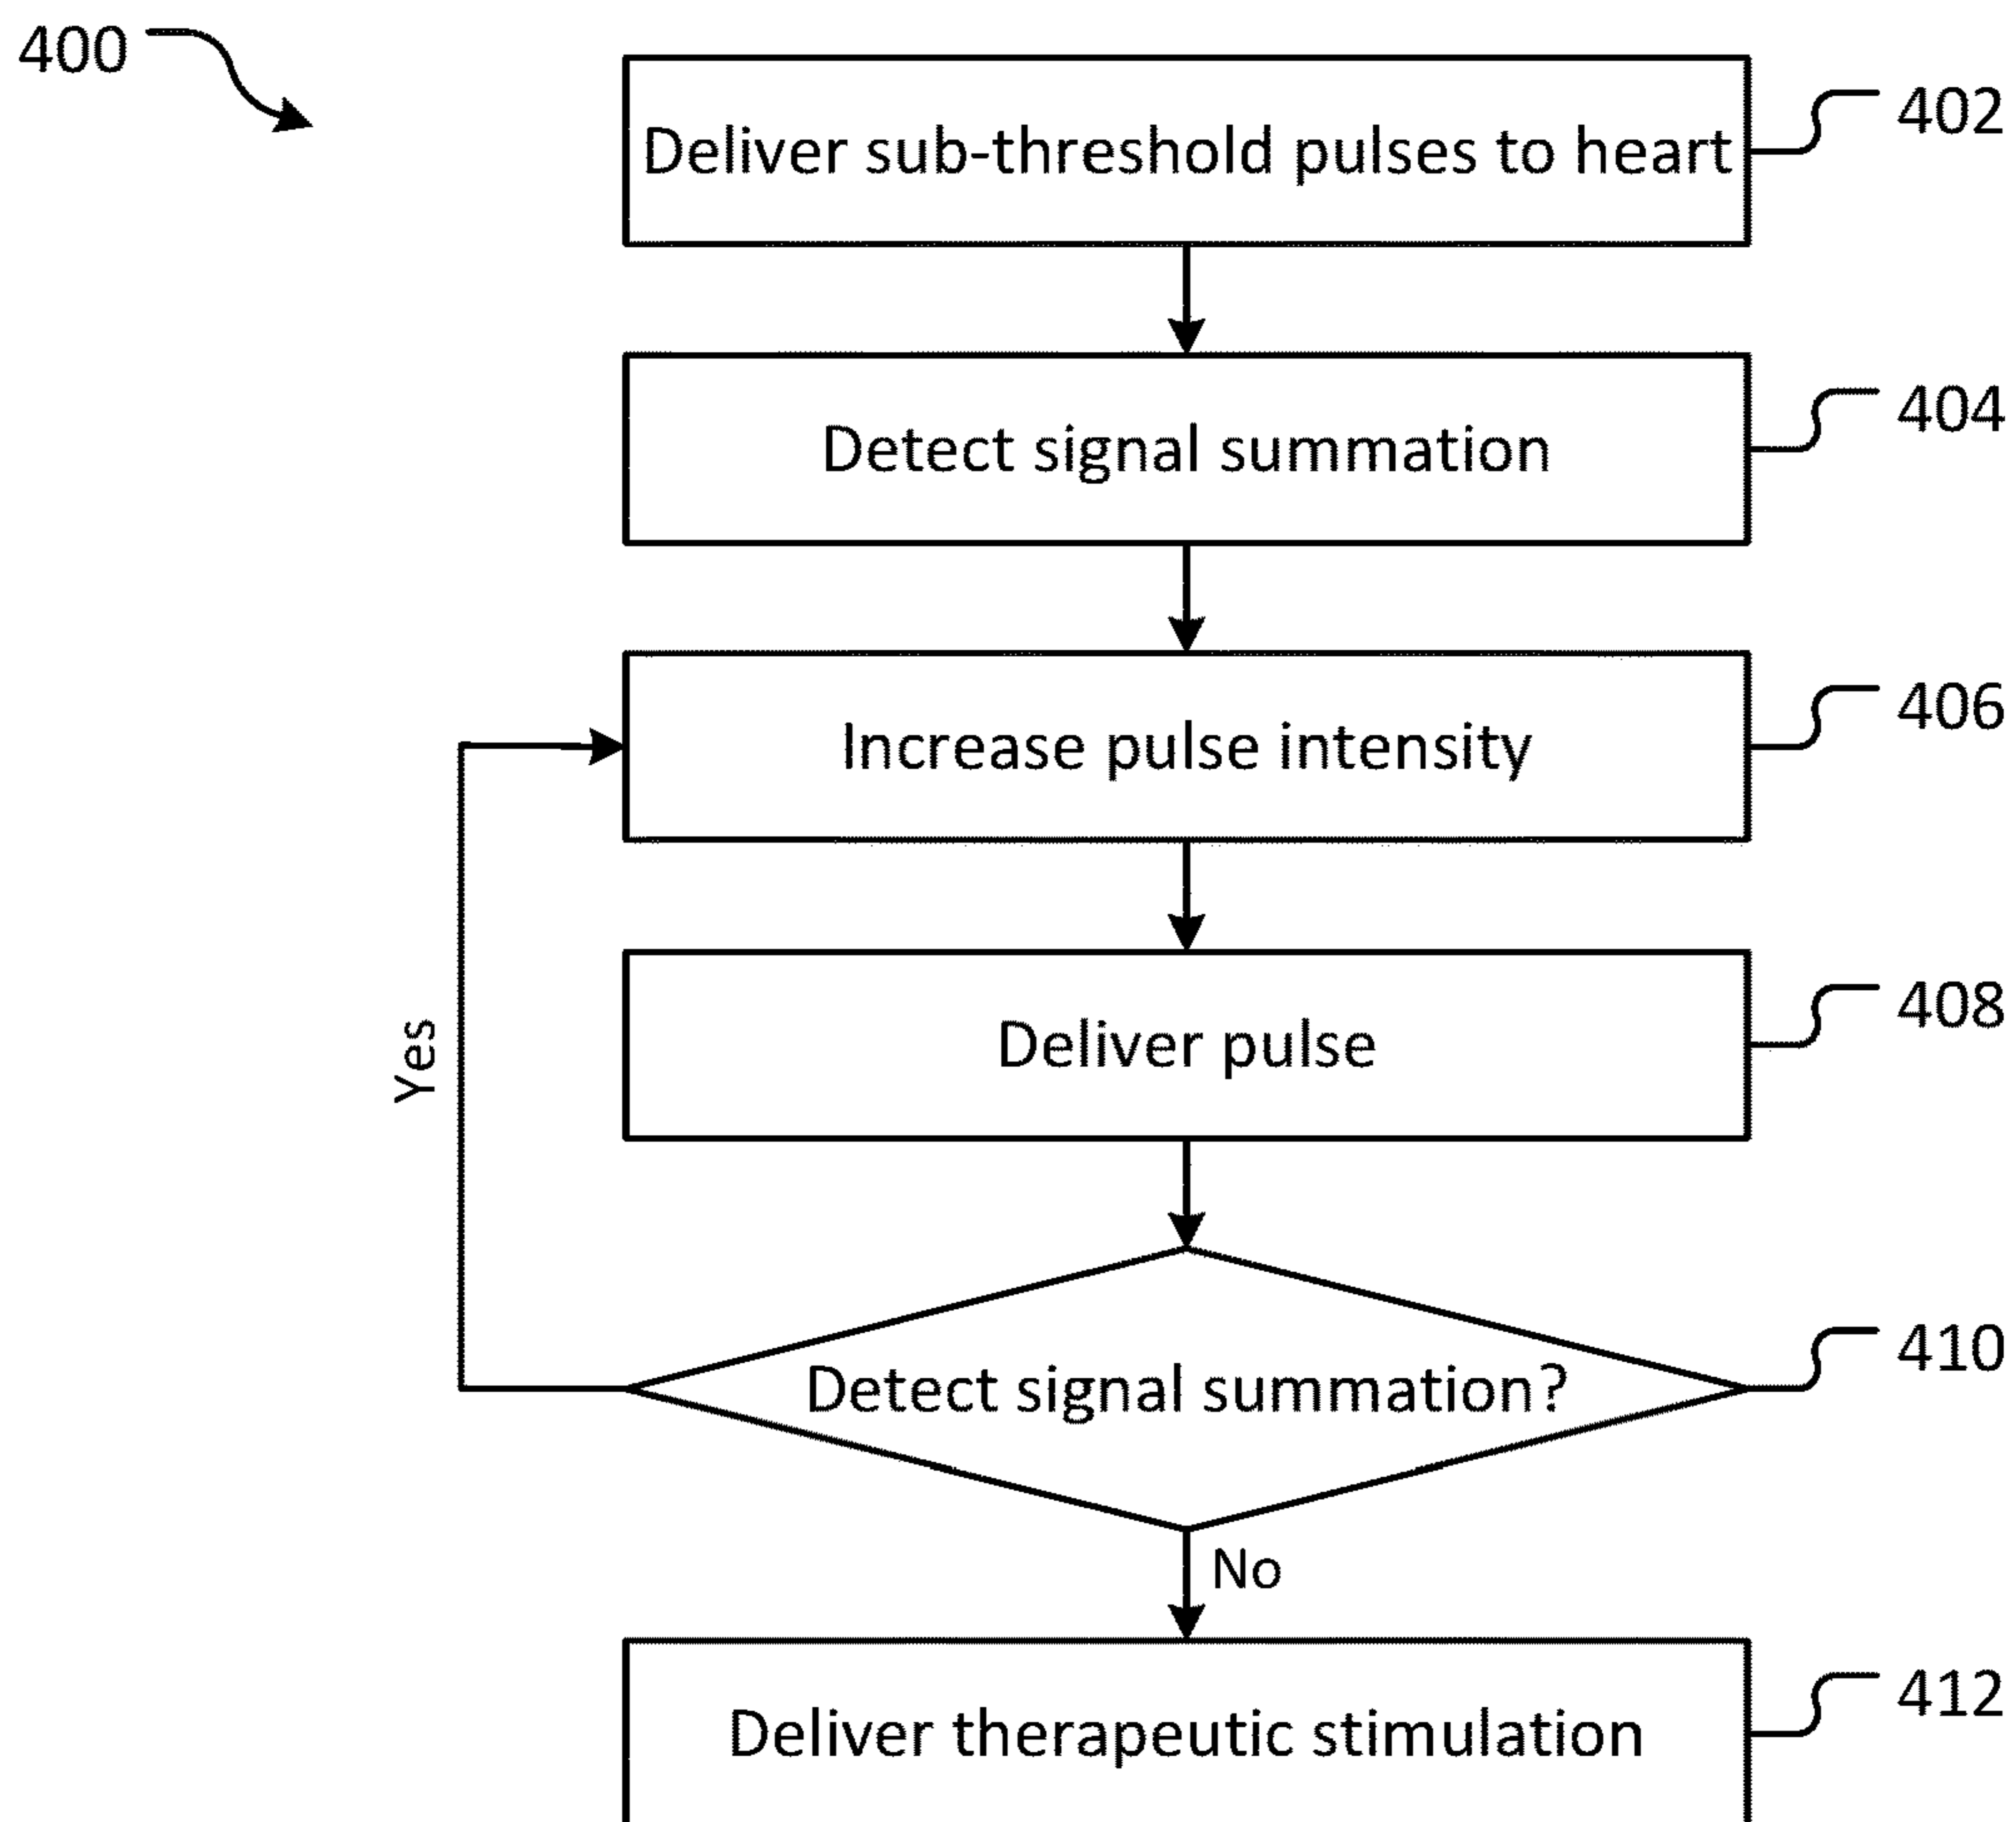 400
Deliver sub-threshold pulses to heart
402
Detect signal summation
404
Increase pulse intensity
406
Deliver pulse
408
Yes
Detect signal summation?
410
No
Deliver therapeutic stimulation
412